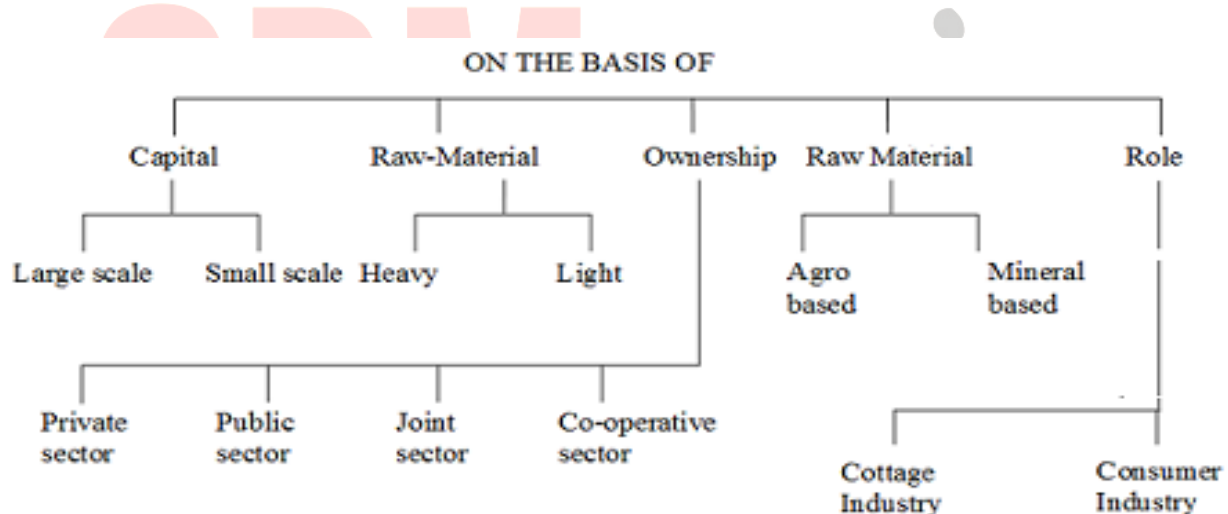 ON THE BASIS OF
Capital Raw-Material Ownership Raw Material Role
Large scale Small scale Heavy Light Agro based Mineral based
Private sector Public sector Joint sector Co-operative sector
Cottage Industry Consumer Industry